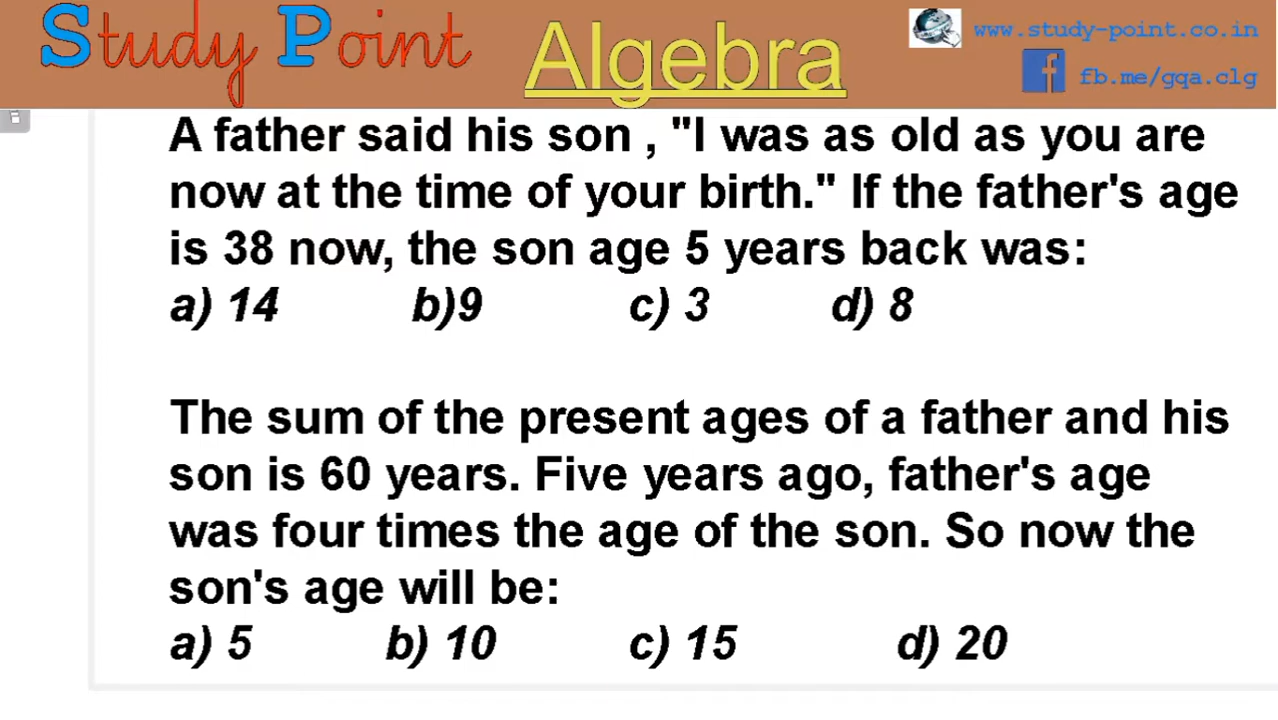 Study Point Algebra www.study-point.co.in
fb.me/gqa.clg
A father said his son , "I was as old as you are
now at the time of your birth." If the father's age
is 38 now, the son age 5 years back was:
a) 14 b)9 c) 3 d) 8
The sum of the present ages of a father and his
son is 60 years. Five years ago, father's age
was four times the age of the son. So now the
son's age will be:
a) 5 b) 10 c) 15 d) 20